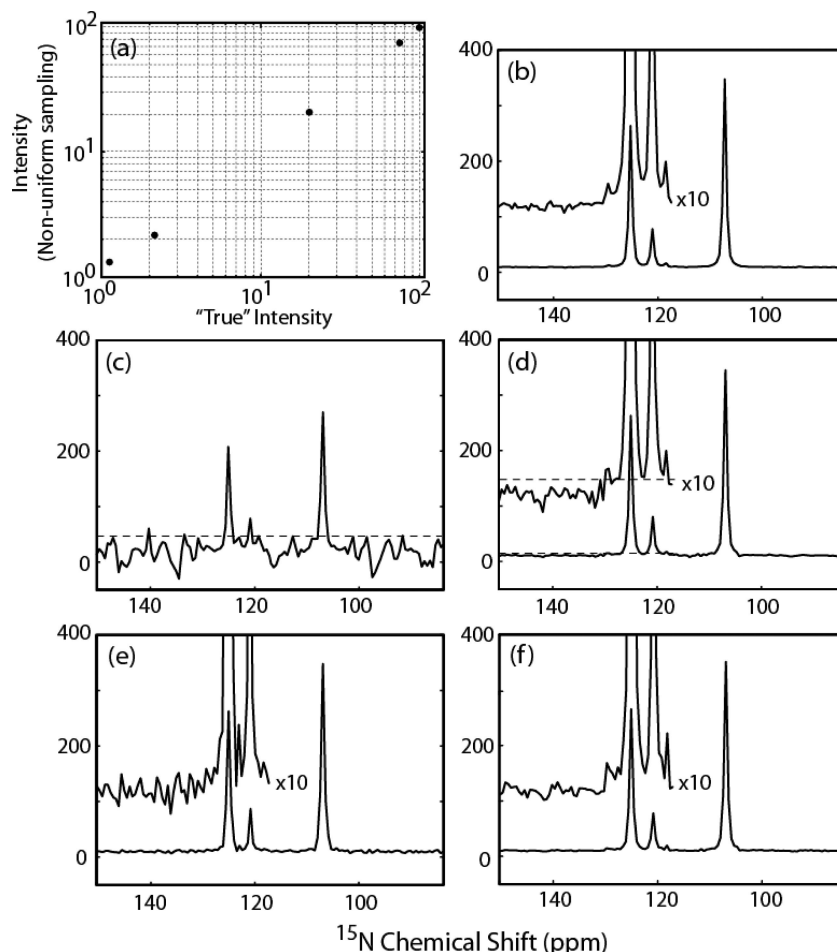 (a)
Intensity
(Non-uniform sampling)
10²
10¹
10⁰
10⁰ 10¹ 10²
“True” Intensity
(b)
400
200
0
x10
140 120 100
(c)
400
200
0
140 120 100
(d)
400
200
0
x10
140 120 100
(e)
400
200
0
x10
140 120 100
(f)
400
200
0
x10
140 120 100
¹⁵N Chemical Shift (ppm)